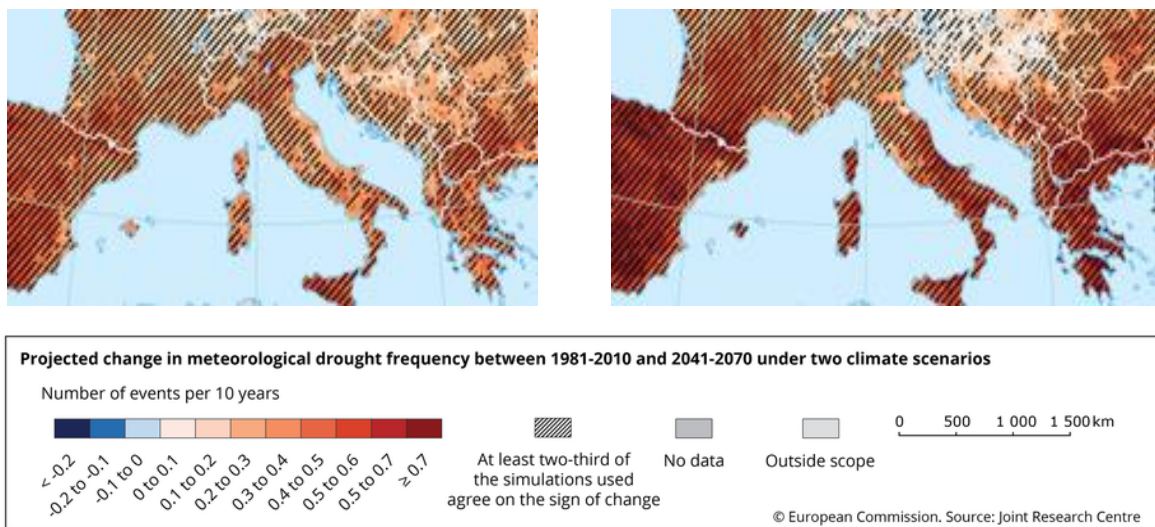 Projected change in meteorological drought frequency between 1981-2010 and 2041-2070 under two climate scenarios
Number of events per 10 years
< -0.2
-0.2 to -0.1
-0.1 to 0
0 to 0.1
0.1 to 0.2
0.2 to 0.3
0.3 to 0.4
0.4 to 0.5
0.5 to 0.6
0.5 to 0.7
≥ 0.7
At least two-third of
the simulations used
agree on the sign of change
No data
Outside scope
0 500 1 000 1 500 km
© European Commission. Source: Joint Research Centre